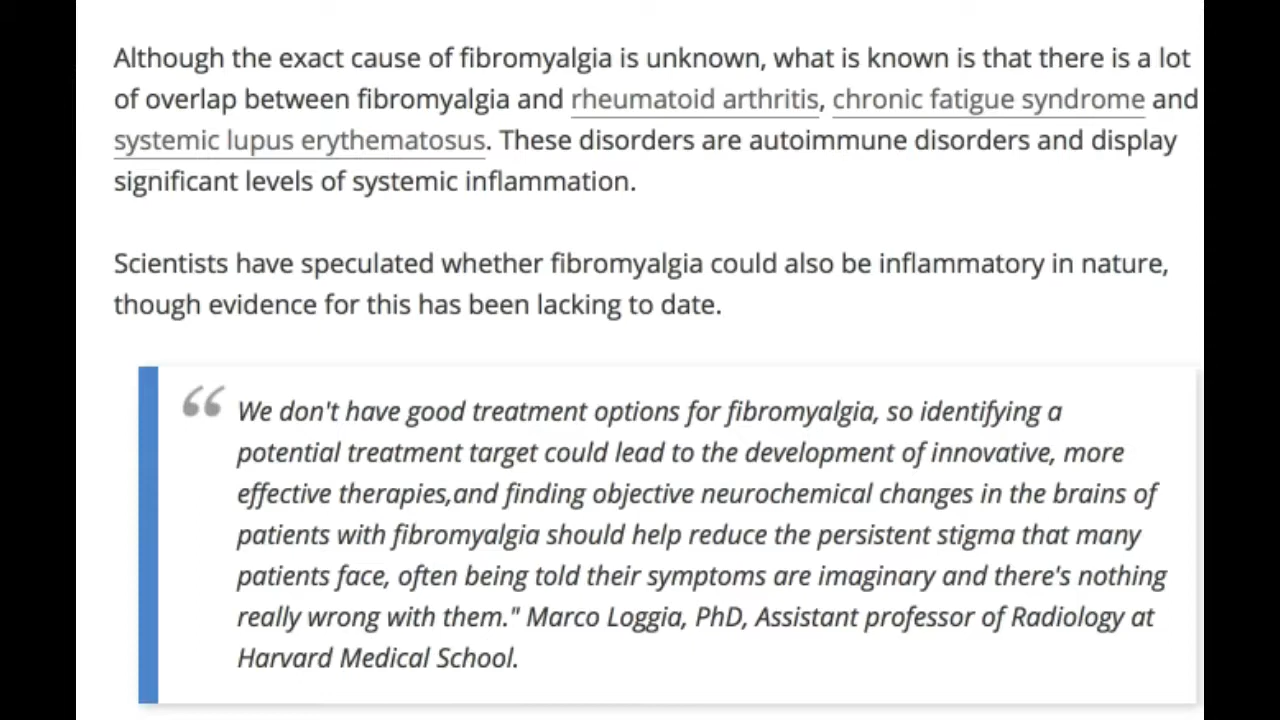 Although the exact cause of fibromyalgia is unknown, what is known is that there is a lot
of overlap between fibromyalgia and rheumatoid arthritis, chronic fatigue syndrome and
systemic lupus erythematosus. These disorders are autoimmune disorders and display
significant levels of systemic inflammation.
Scientists have speculated whether fibromyalgia could also be inflammatory in nature,
though evidence for this has been lacking to date.
“ We don't have good treatment options for fibromyalgia, so identifying a
potential treatment target could lead to the development of innovative, more
effective therapies,and finding objective neurochemical changes in the brains of
patients with fibromyalgia should help reduce the persistent stigma that many
patients face, often being told their symptoms are imaginary and there's nothing
really wrong with them." Marco Loggia, PhD, Assistant professor of Radiology at
Harvard Medical School.